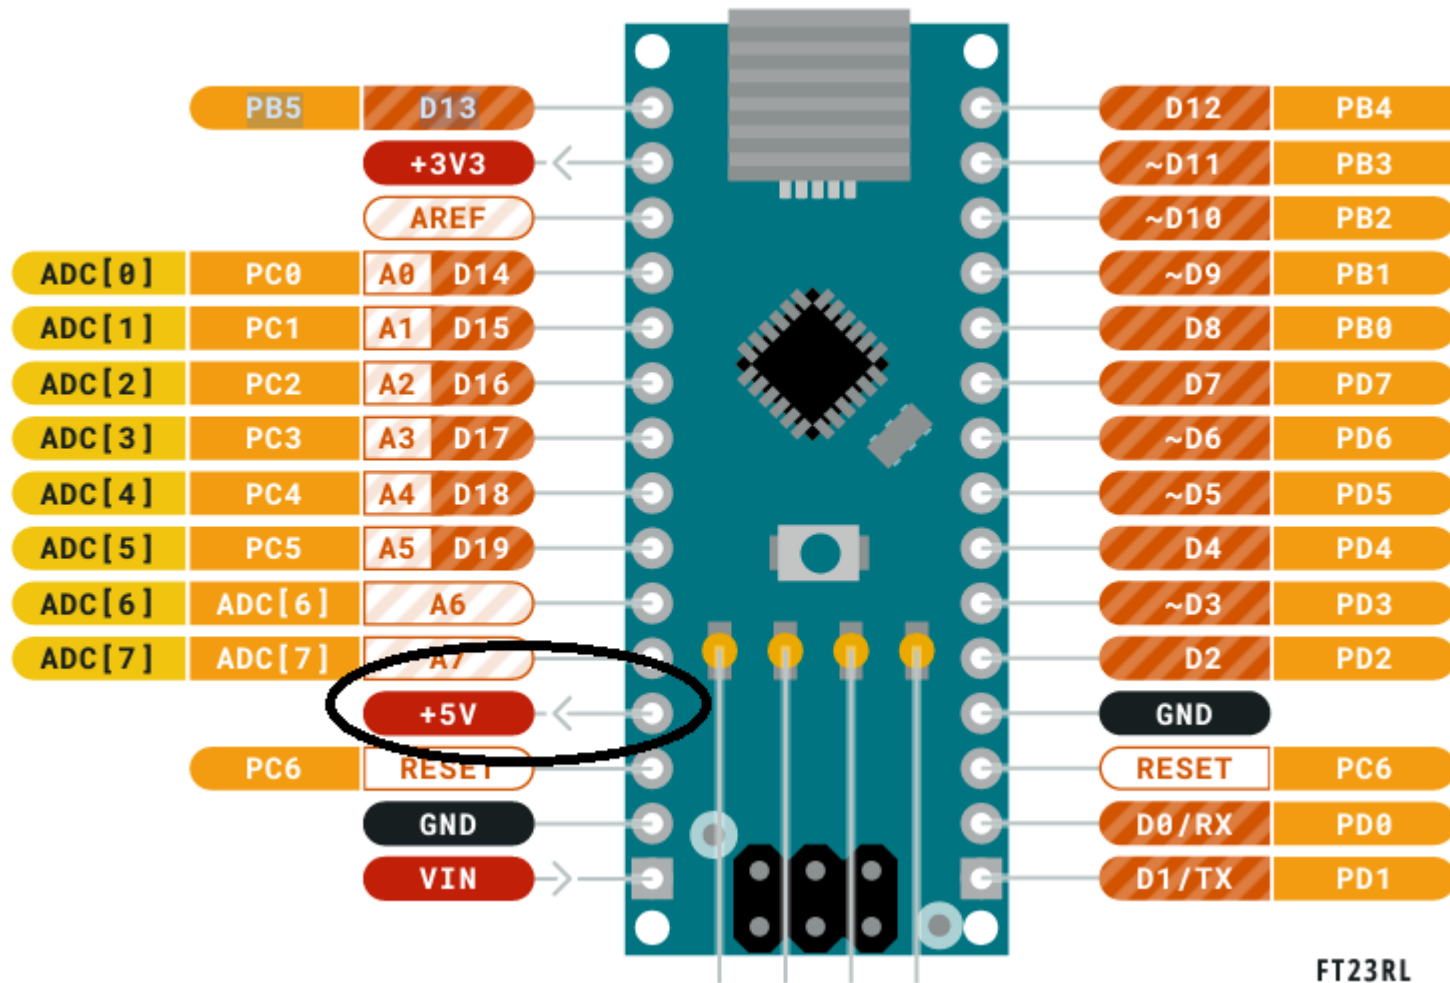 PB5 D13 D12 PB4
+3V3 ~D11 PB3
AREF ~D10 PB2
ADC[0] PC0 A0 D14 ~D9 PB1
ADC[1] PC1 A1 D15 D8 PB0
ADC[2] PC2 A2 D16 D7 PD7
ADC[3] PC3 A3 D17 ~D6 PD6
ADC[4] PC4 A4 D18 ~D5 PD5
ADC[5] PC5 A5 D19 D4 PD4
ADC[6] ADC[6] A6 ~D3 PD3
ADC[7] ADC[7] A7 D2 PD2
+5V GND
PC6 RESET RESET PC6
GND D0/RX PD0
VIN D1/TX PD1
FT23RL